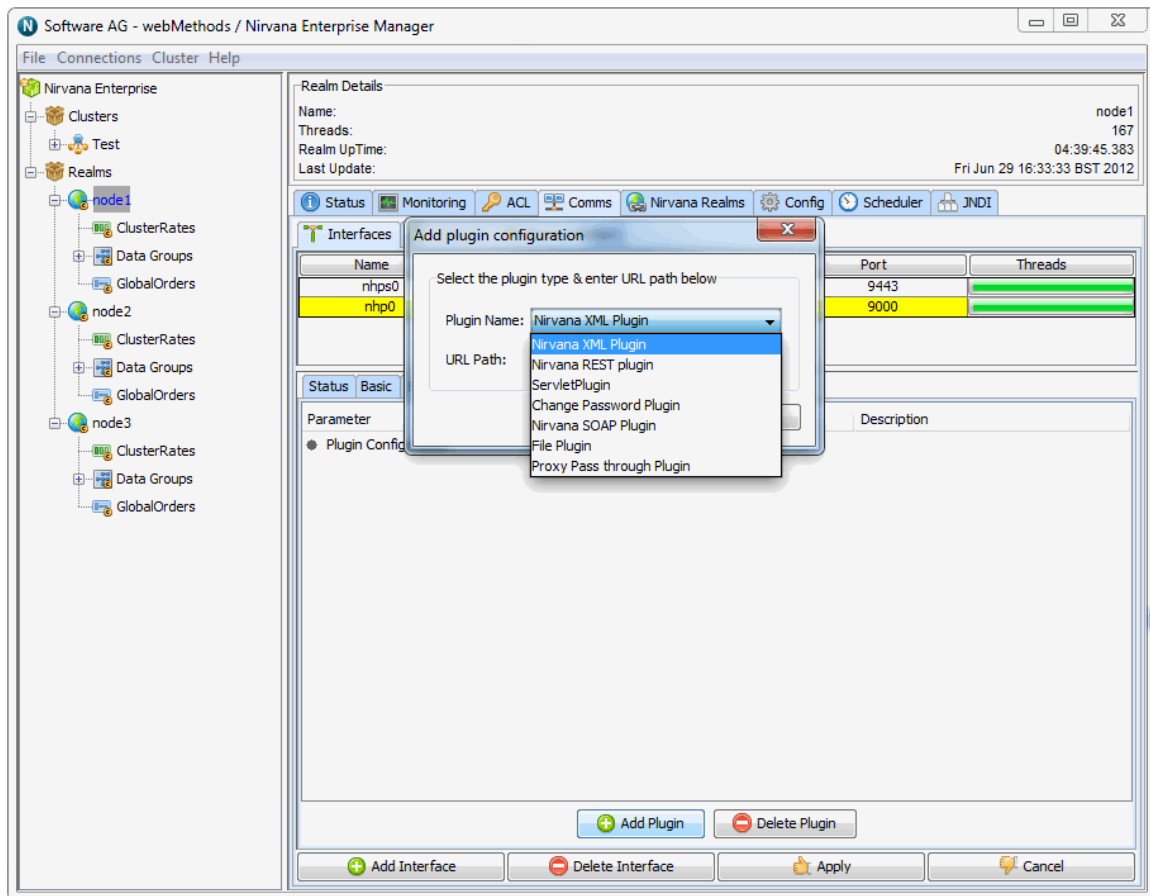 Software AG - webMethods / Nirvana Enterprise Manager
File Connections Cluster Help
Nirvana Enterprise
Clusters
Test
Realms
node1
ClusterRates
Data Groups
GlobalOrders
node2
ClusterRates
Data Groups
GlobalOrders
node3
ClusterRates
Data Groups
GlobalOrders
Realm Details
Name: node1
Threads: 167
Realm UpTime: 04:39:45.383
Last Update: Fri Jun 29 16:33:33 BST 2012
Status Monitoring ACL Comms Nirvana Realms Config Scheduler JNDI
Interfaces
Name Port Threads
nhps0 9443
nhp0 9000
Add plugin configuration
Select the plugin type & enter URL path below
Plugin Name: Nirvana XML Plugin
URL Path:
Nirvana XML Plugin
Nirvana REST plugin
ServletPlugin
Change Password Plugin
Nirvana SOAP Plugin
File Plugin
Proxy Pass through Plugin
Status Basic
Parameter Description
Plugin Config
Add Plugin Delete Plugin
Add Interface Delete Interface Apply Cancel